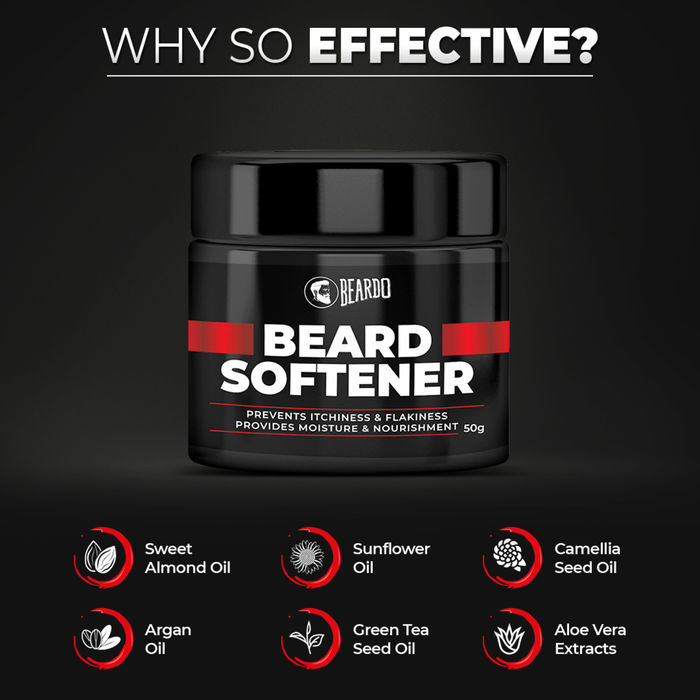 WHY SO EFFECTIVE?
BEARDO
BEARD
SOFTENER
PREVENTS ITCHINESS & FLAKINESS
PROVIDES MOISTURE & NOURISHMENT 50g
Sweet
Almond Oil
Sunflower
Oil
Camellia
Seed Oil
Argan
Oil
Green Tea
Seed Oil
Aloe Vera
Extracts